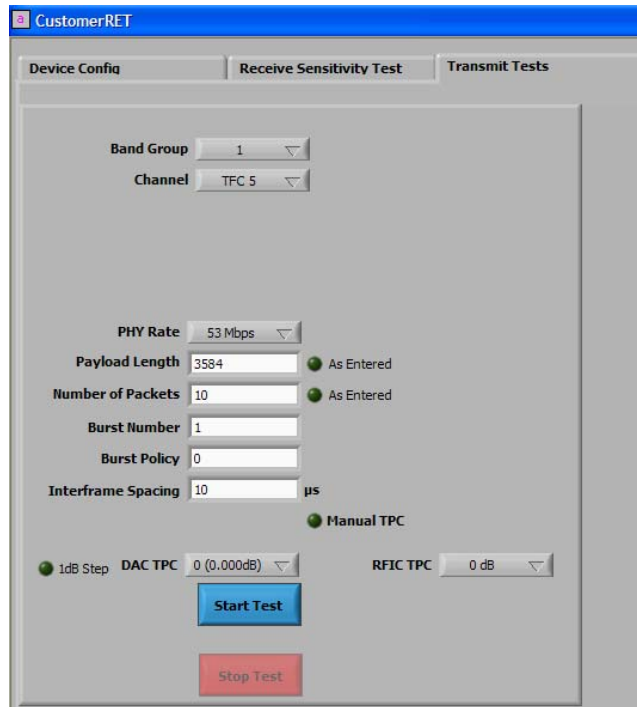 a CustomerRET
Device Config Receive Sensitivity Test Transmit Tests
Band Group 1
Channel TFC 5
PHY Rate 53 Mbps
Payload Length 3584 As Entered
Number of Packets 10 As Entered
Burst Number 1
Burst Policy 0
Interframe Spacing 10 µs
Manual TPC
1dB Step DAC TPC 0 (0.000dB) RFIC TPC 0 dB
Start Test
Stop Test